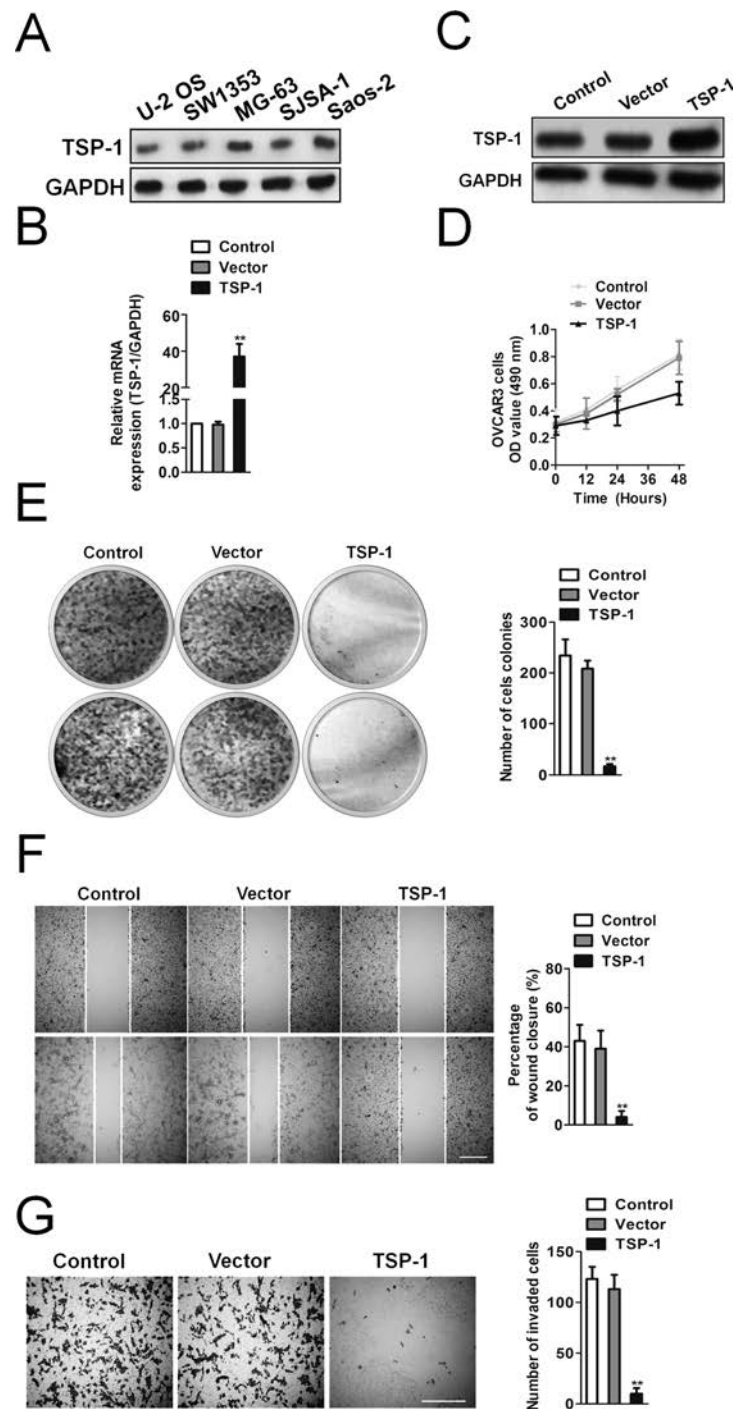 A
U-2 OS
SW1353
MG-63
SJSA-1
Saos-2
TSP-1
GAPDH
B
Control
Vector
TSP-1
Relative mRNA
expression (TSP-1/GAPDH)
60
40
20
1.5
1.0
0.5
0.0
**
C
Control
Vector
TSP-1
TSP-1
GAPDH
D
Control
Vector
TSP-1
OVCAR3 cells
OD value (490 nm)
1.0
0.8
0.6
0.4
0.2
0.0
0 12 24 36 48
Time (Hours)
E
Control Vector TSP-1
Control
Vector
TSP-1
Number of cels colonies
300
200
100
0
**
F
Control Vector TSP-1
Control
Vector
TSP-1
Percentage
of wound closure (%)
80
60
40
20
0
**
G
Control Vector TSP-1
Control
Vector
TSP-1
Number of invaded cells
150
100
50
0
**